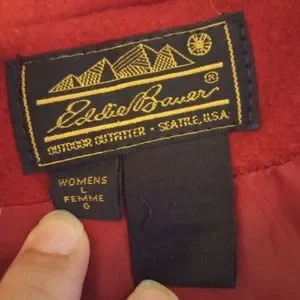 Eddie Bauer ®
OUTDOOR OUTFITTER • SEATTLE, U.S.A.
WOMENS
L
FEMME
G